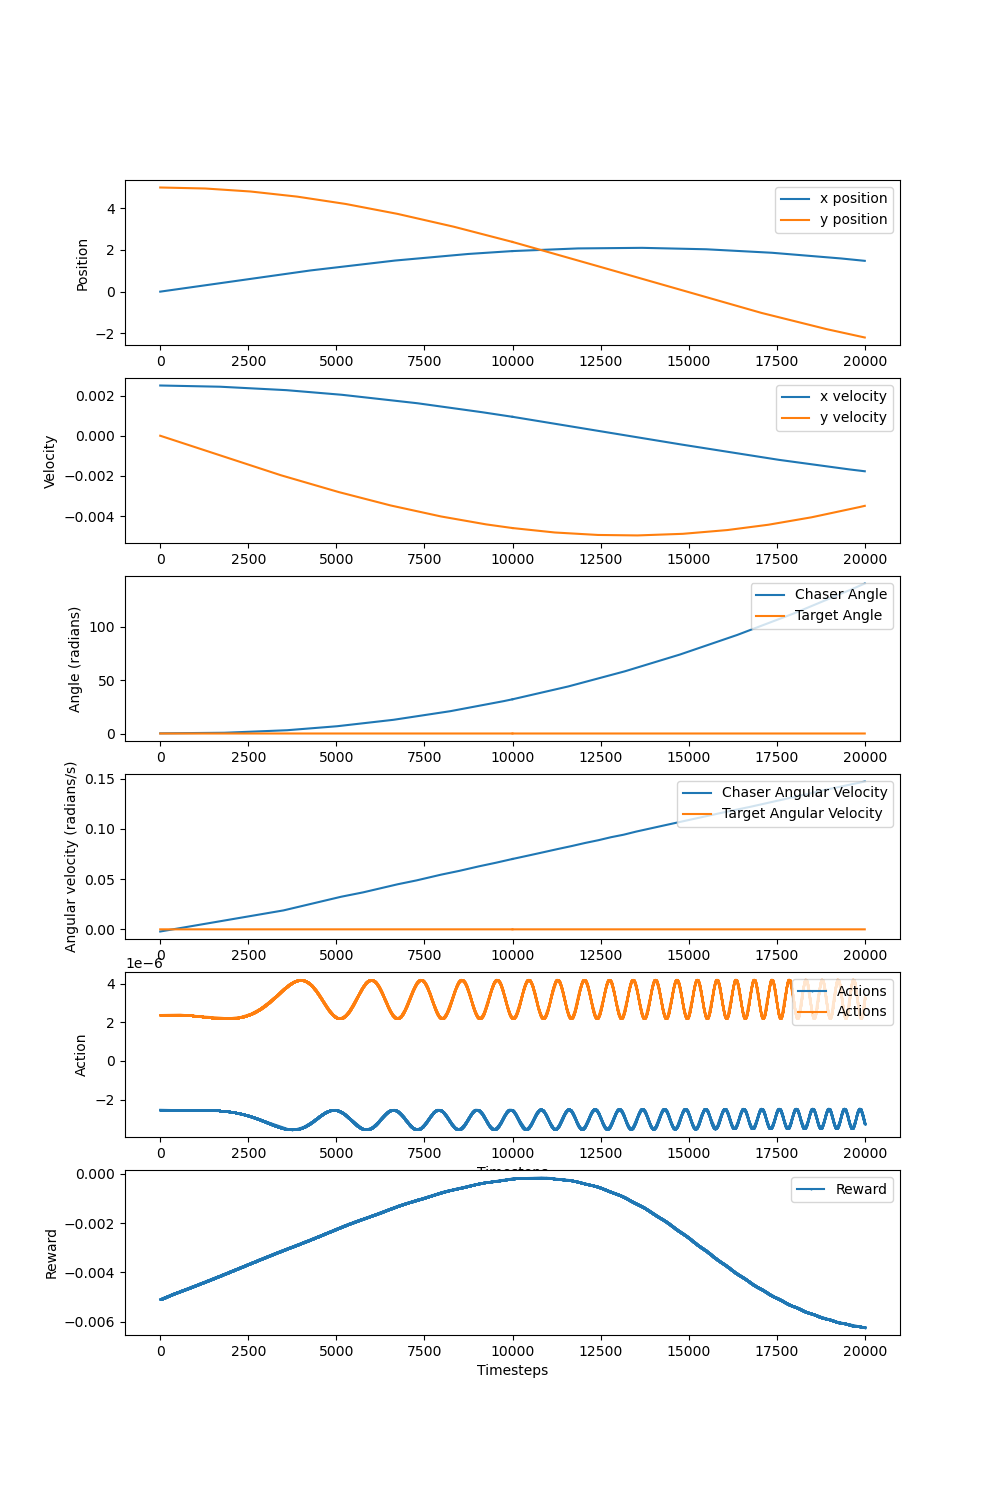 x position
y position
Position
4
2
0
−2
0 2500 5000 7500 10000 12500 15000 17500 20000
x velocity
y velocity
Velocity
0.002
0.000
−0.002
−0.004
0 2500 5000 7500 10000 12500 15000 17500 20000
Chaser Angle
Target Angle
Angle (radians)
100
50
0
0 2500 5000 7500 10000 12500 15000 17500 20000
Chaser Angular Velocity
Target Angular Velocity
Angular velocity (radians/s)
0.15
0.10
0.05
0.00
0 2500 5000 7500 10000 12500 15000 17500 20000
1e−6
Actions
Actions
Action
4
2
0
−2
0 2500 5000 7500 10000 12500 15000 17500 20000
Timesteps
Reward
Reward
0.000
−0.002
−0.004
−0.006
0 2500 5000 7500 10000 12500 15000 17500 20000
Timesteps